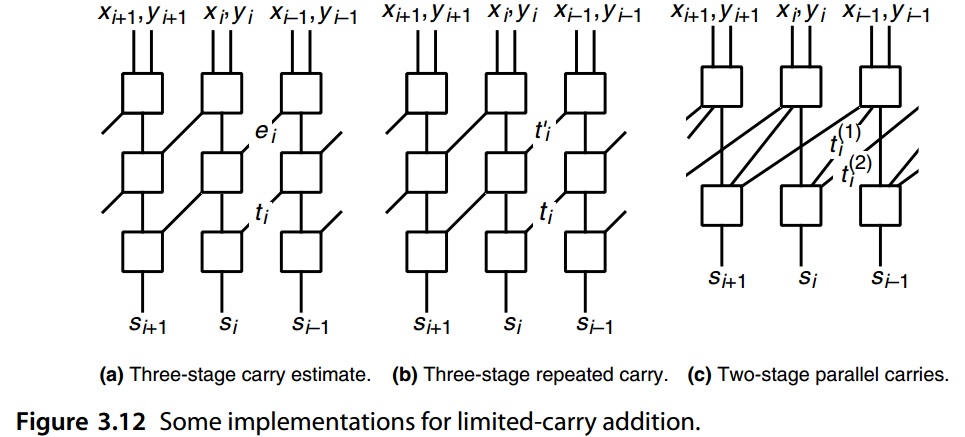 x_{i+1}, y_{i+1} x_i, y_i x_{i–1}, y_{i–1} x_{i+1}, y_{i+1} x_i, y_i x_{i–1}, y_{i–1} x_{i+1}, y_{i+1} x_i, y_i x_{i–1}, y_{i–1}
e_i t'_i t_i^{(1)}
t_i^{(2)}
t_i t_i
s_{i+1} s_i s_{i–1}
s_{i+1} s_i s_{i–1} s_{i+1} s_i s_{i–1}
(a) Three-stage carry estimate. (b) Three-stage repeated carry. (c) Two-stage parallel carries.
Figure 3.12 Some implementations for limited-carry addition.